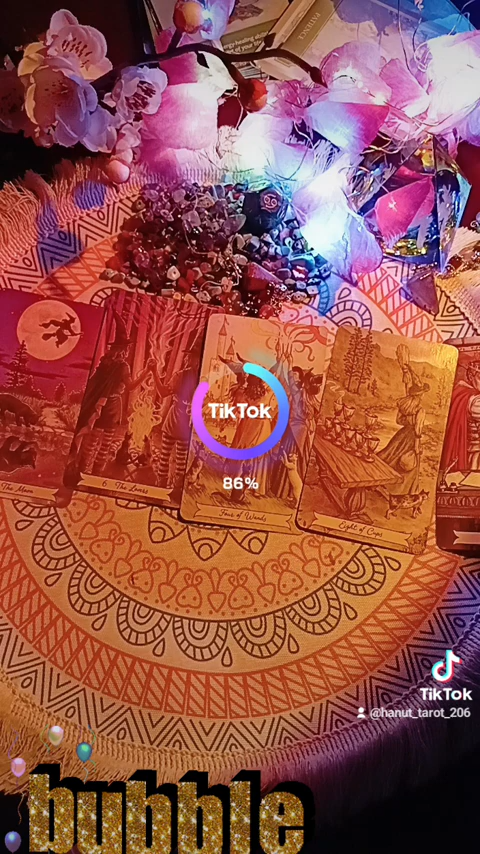 TikTok
86%
The Moon
6 The Lovers
Four of Wands
Eight of Cups
TikTok
@hanut_tarot_206
bubble